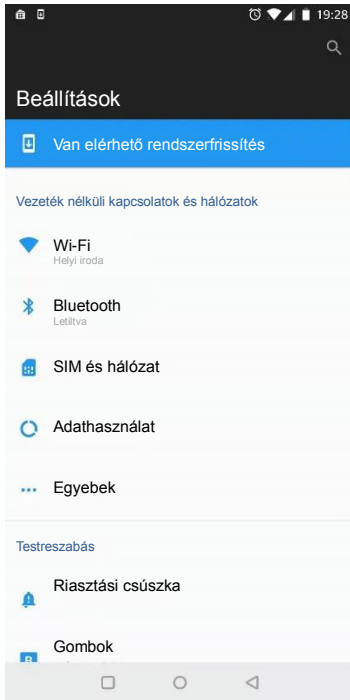 19:28
Beállítások
Van elérhető rendszerfrissítés
Vezeték nélküli kapcsolatok és hálózatok
Wi-Fi
Helyi iroda
Bluetooth
Letiltva
SIM és hálózat
Adathasználat
Egyebek
Testreszabás
Riasztási csúszka
Gombok